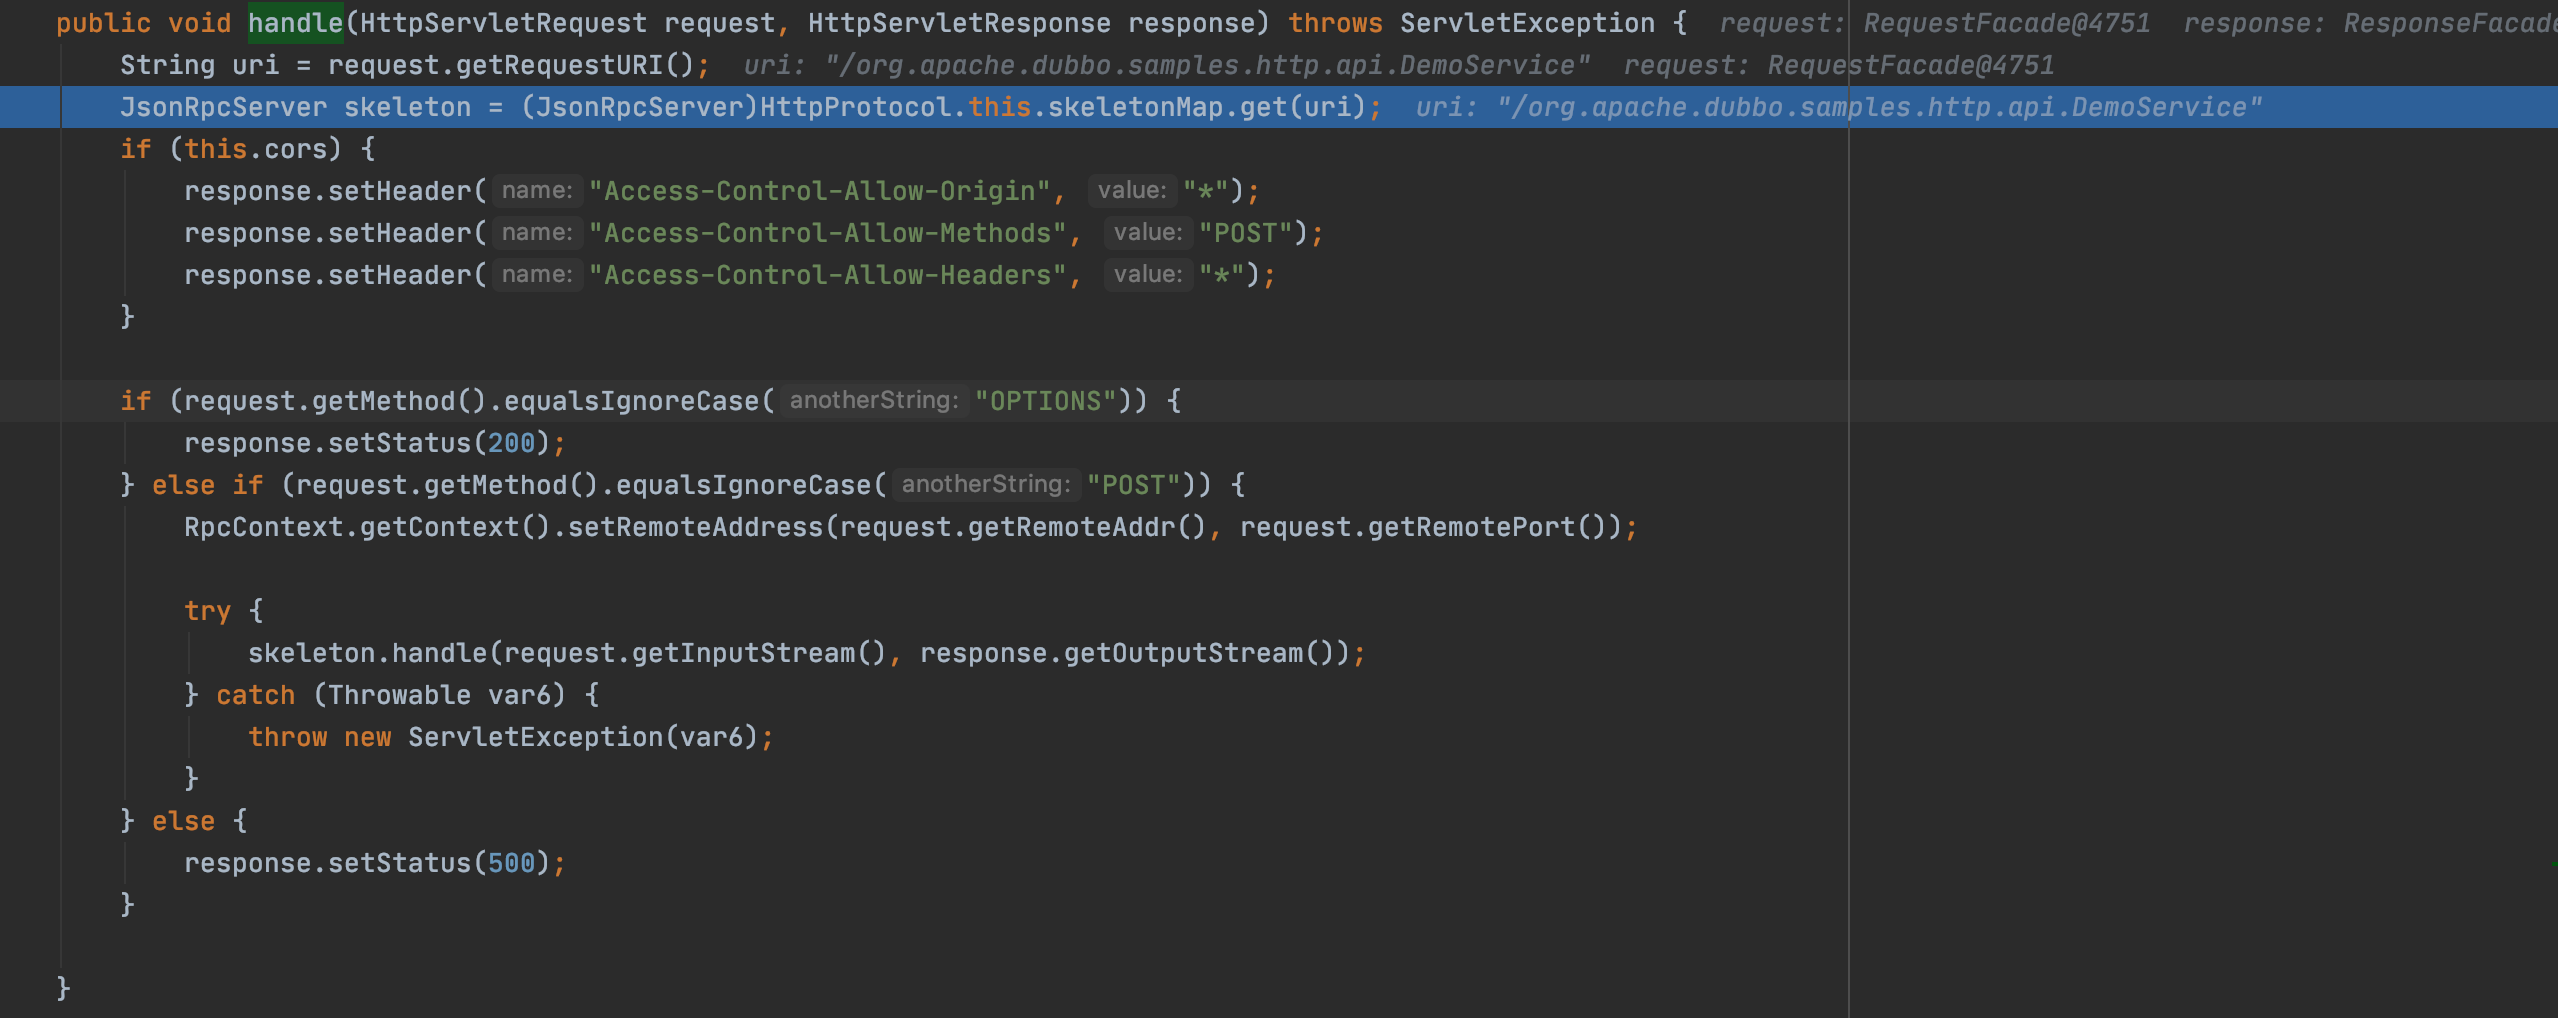 public void handle(HttpServletRequest request, HttpServletResponse response) throws ServletException {  request: RequestFacade@4751  response: ResponseFacade
String uri = request.getRequestURI();  uri: "/org.apache.dubbo.samples.http.api.DemoService"  request: RequestFacade@4751
JsonRpcServer skeleton = (JsonRpcServer)HttpProtocol.this.skeletonMap.get(uri);  uri: "/org.apache.dubbo.samples.http.api.DemoService"
if (this.cors) {
response.setHeader( name: "Access-Control-Allow-Origin",  value: "*");
response.setHeader( name: "Access-Control-Allow-Methods",  value: "POST");
response.setHeader( name: "Access-Control-Allow-Headers",  value: "*");
}
if (request.getMethod().equalsIgnoreCase( anotherString: "OPTIONS")) {
response.setStatus(200);
} else if (request.getMethod().equalsIgnoreCase( anotherString: "POST")) {
RpcContext.getContext().setRemoteAddress(request.getRemoteAddr(), request.getRemotePort());
try {
skeleton.handle(request.getInputStream(), response.getOutputStream());
} catch (Throwable var6) {
throw new ServletException(var6);
}
} else {
response.setStatus(500);
}
}